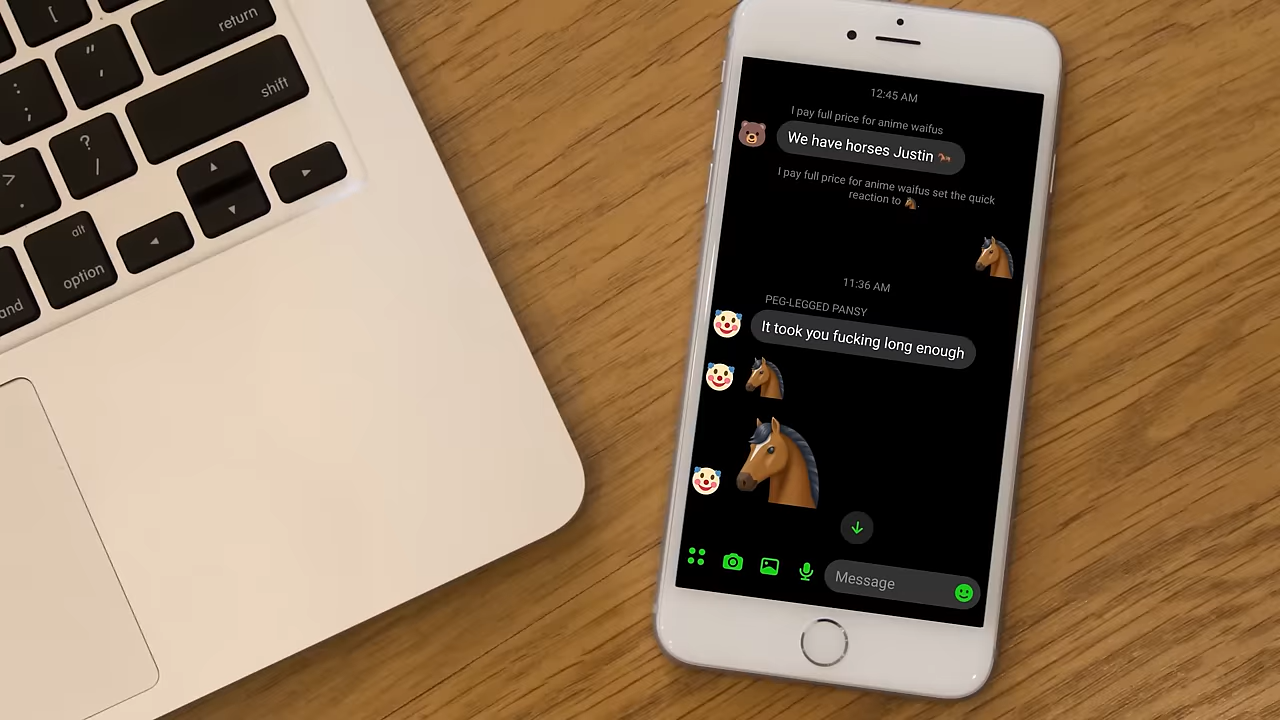 [
return
"
,
shift
:
;
?
/
>
.
alt
option
and
12:45 AM
I pay full price for anime waifus
We have horses Justin 🐎
I pay full price for anime waifus set the quick
reaction to 🐴.
11:36 AM
PEG-LEGGED PANSY
It took you fucking long enough
Message